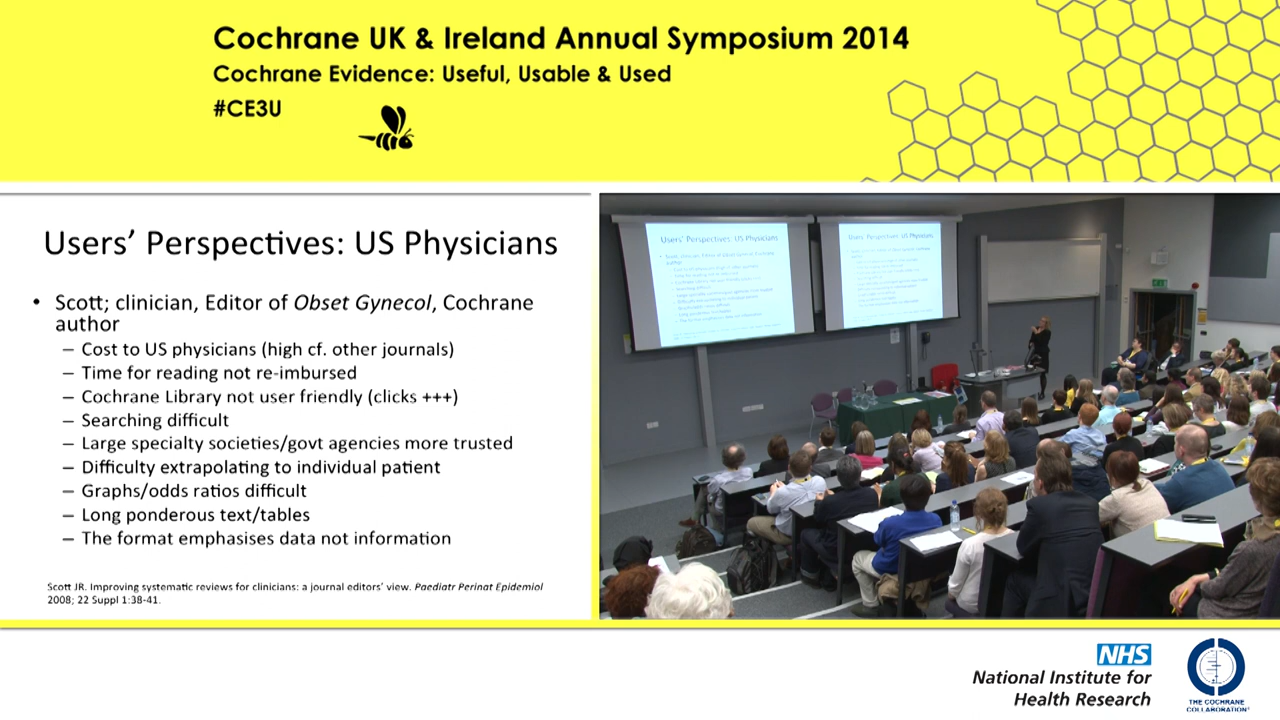 Cochrane UK & Ireland Annual Symposium 2014
Cochrane Evidence: Useful, Usable & Used
#CE3U
Users' Perspectives: US Physicians
• Scott; clinician, Editor of Obset Gynecol, Cochrane
author
– Cost to US physicians (high cf. other journals)
– Time for reading not re-imbursed
– Cochrane Library not user friendly (clicks +++)
– Searching difficult
– Large specialty societies/govt agencies more trusted
– Difficulty extrapolating to individual patient
– Graphs/odds ratios difficult
– Long ponderous text/tables
– The format emphasises data not information
Scott JR. Improving systematic reviews for clinicians: a journal editors' view. Paediatr Perinat Epidemiol
2008; 22 Suppl 1:38-41.
Users' Perspectives: US Physicians
Users' Perspectives: US Physicians
NHS
National Institute for
Health Research
THE COCHRANE
COLLABORATION®